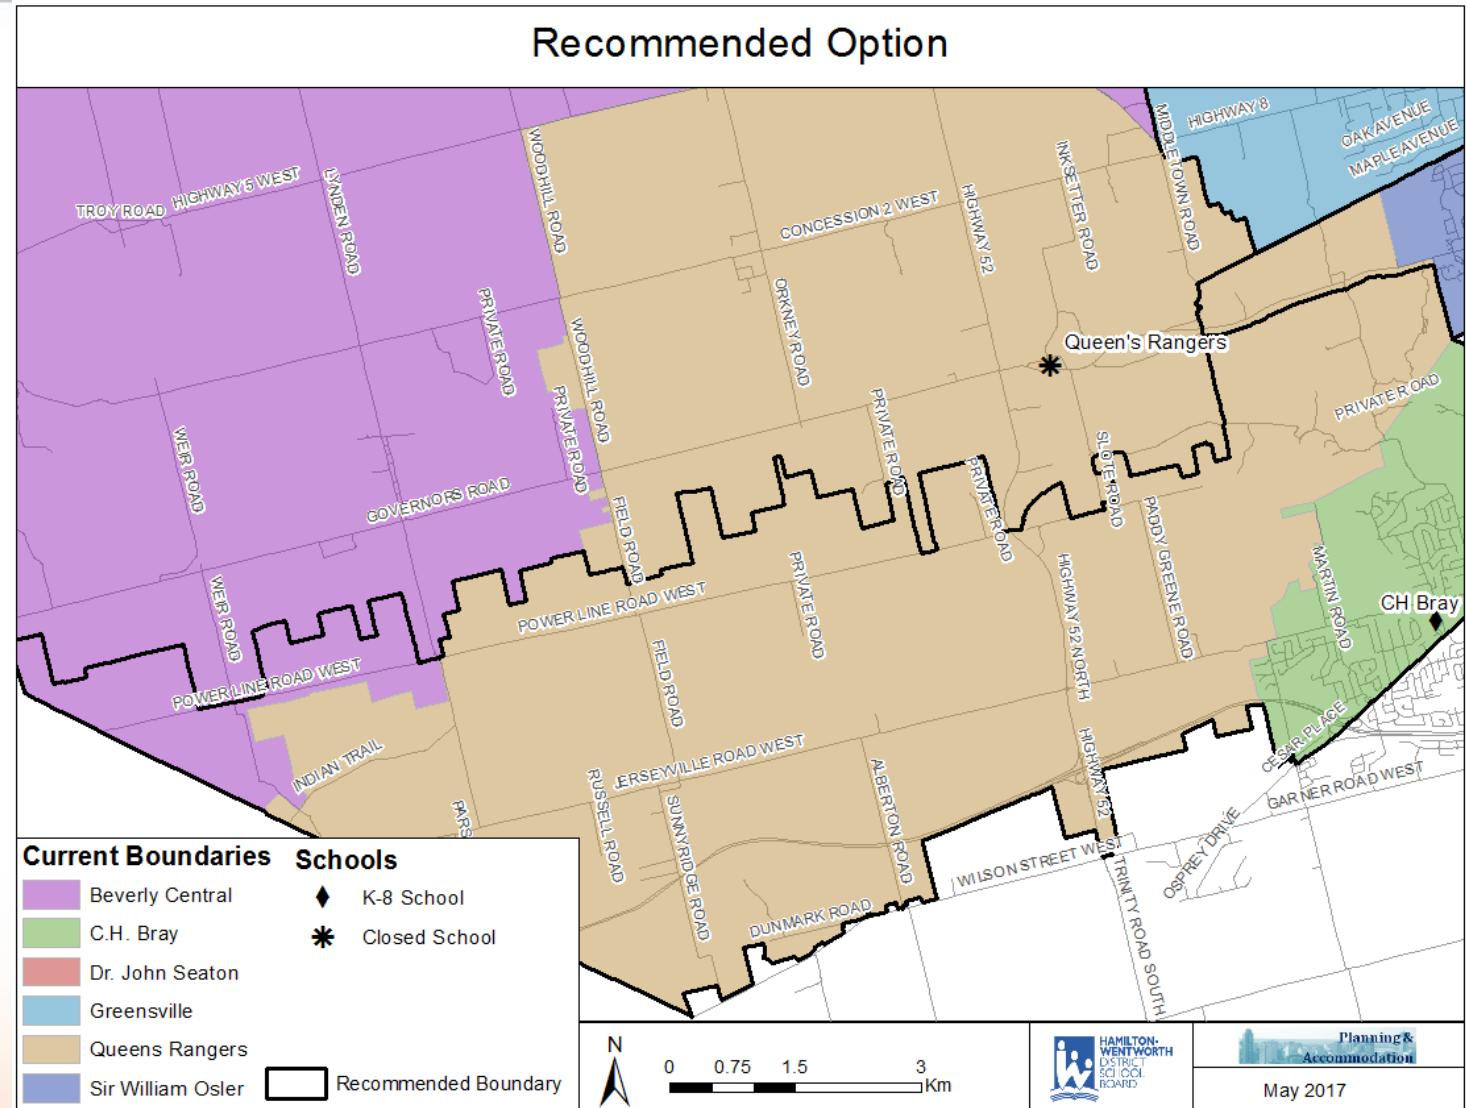 Recommended Option
HIGHWAY 8
OAK AVENUE
MAPLE AVENUE
MIDDLETOWN ROAD
WOODHILL ROAD
INKSETTER ROAD
HIGHWAY 5 WEST
TROY ROAD
LYNDEN ROAD
CONCESSION 2 WEST
HIGHWAY 52
ORKNEY ROAD
PRIVATE ROAD
WOODHILL ROAD
Queen's Rangers
PRIVATE ROAD
PRIVATE ROAD
PRIVATE ROAD
WEIR ROAD
SLOTE ROAD
PRIVATE ROAD
GOVERNORS ROAD
FIELD ROAD
PADDY GREENE ROAD
MARTIN ROAD
PRIVATE ROAD
HIGHWAY 52 NORTH
WEIR ROAD
POWER LINE ROAD WEST
CH Bray
FIELD ROAD
POWER LINE ROAD WEST
INDIAN TRAIL
JERSEYVILLE ROAD WEST
HIGHWAY 52
CESAR PLACE
ALBERTON ROAD
GARNER ROAD WEST
RUSSELL ROAD
SUNNYRIDGE ROAD
PARS
OSPREY DRIVE
WILSON STREET WEST
TRINITY ROAD SOUTH
DUNMARK ROAD
Current Boundaries
Beverly Central
C.H. Bray
Dr. John Seaton
Greensville
Queens Rangers
Sir William Osler
Schools
K-8 School
Closed School
Recommended Boundary
N
0 0.75 1.5 3
Km
HAMILTON-
WENTWORTH
DISTRICT
SCHOOL
BOARD
Planning &
Accommodation
May 2017